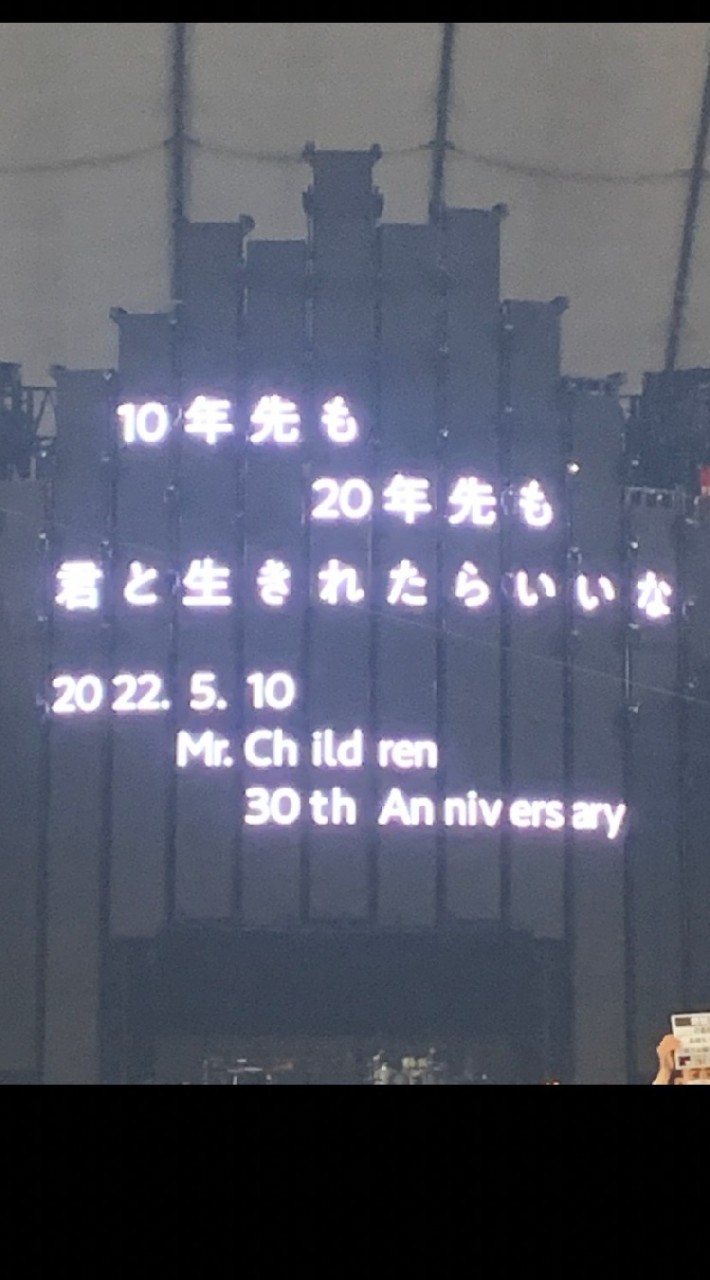 10年先も
20年先も
君と生きれたらいいな
2022. 5. 10
Mr. Children
30th Anniversary